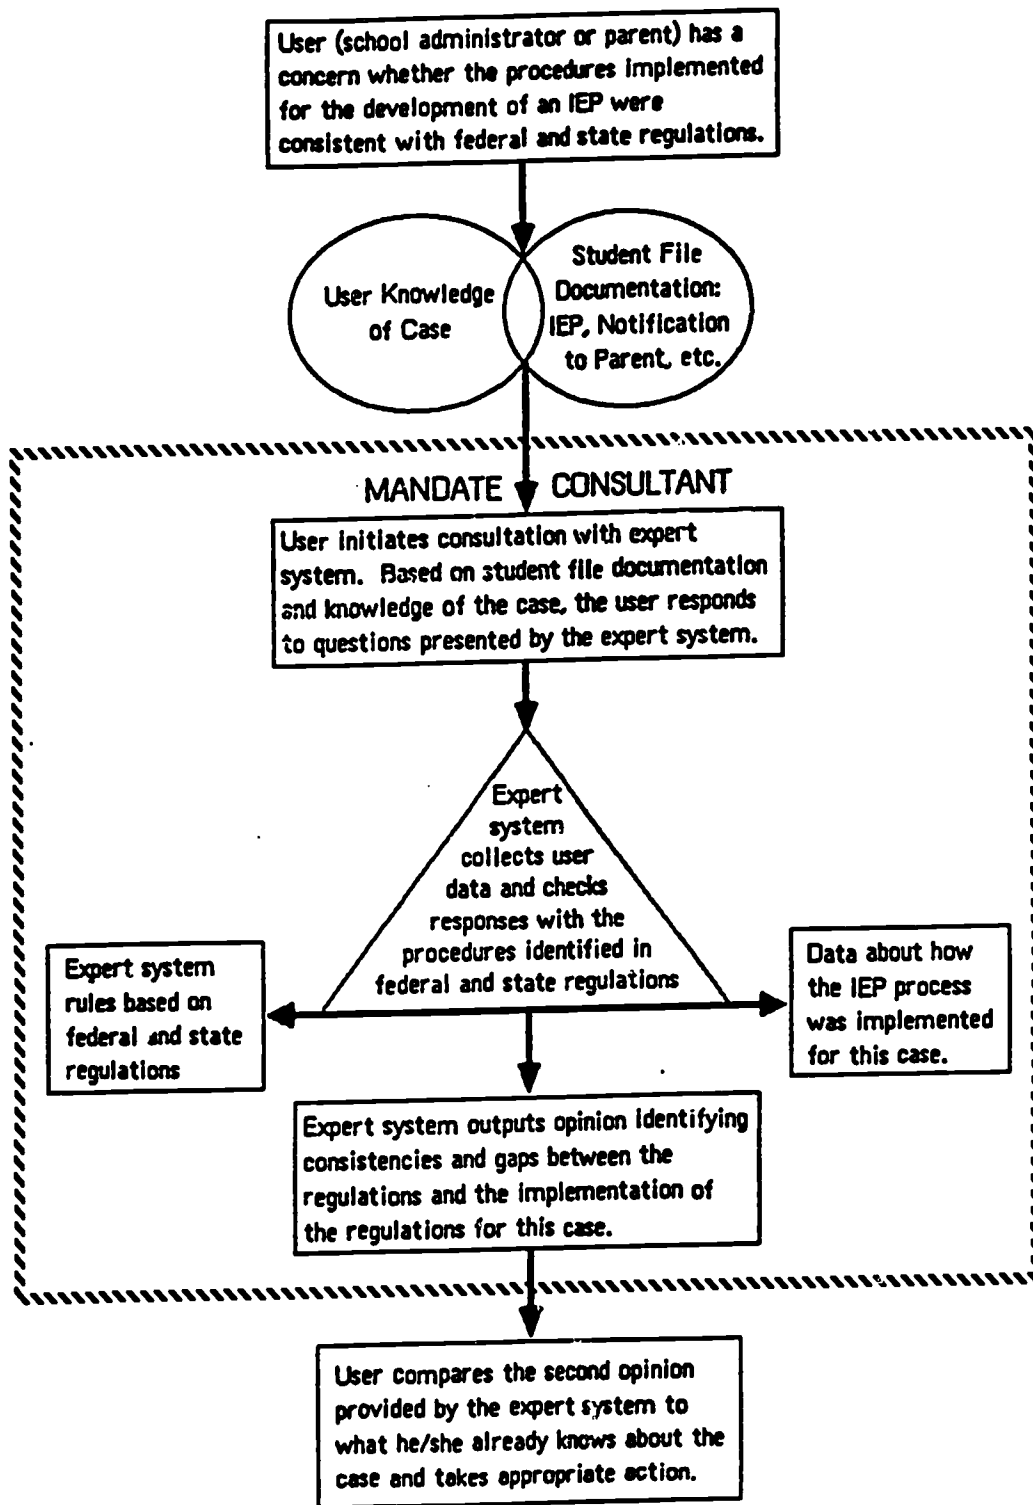 User (school administrator or parent) has a
concern whether the procedures implemented
for the development of an IEP were
consistent with federal and state regulations.
User Knowledge
of Case
Student File
Documentation:
IEP, Notification
to Parent, etc.
MANDATE CONSULTANT
User initiates consultation with expert
system. Based on student file documentation
and knowledge of the case, the user responds
to questions presented by the expert system.
Expert
system
collects user
data and checks
responses with the
procedures identified in
federal and state regulations
Expert system
rules based on
federal and state
regulations
Data about how
the IEP process
was implemented
for this case.
Expert system outputs opinion identifying
consistencies and gaps between the
regulations and the implementation of
the regulations for this case.
User compares the second opinion
provided by the expert system to
what he/she already knows about the
case and takes appropriate action.